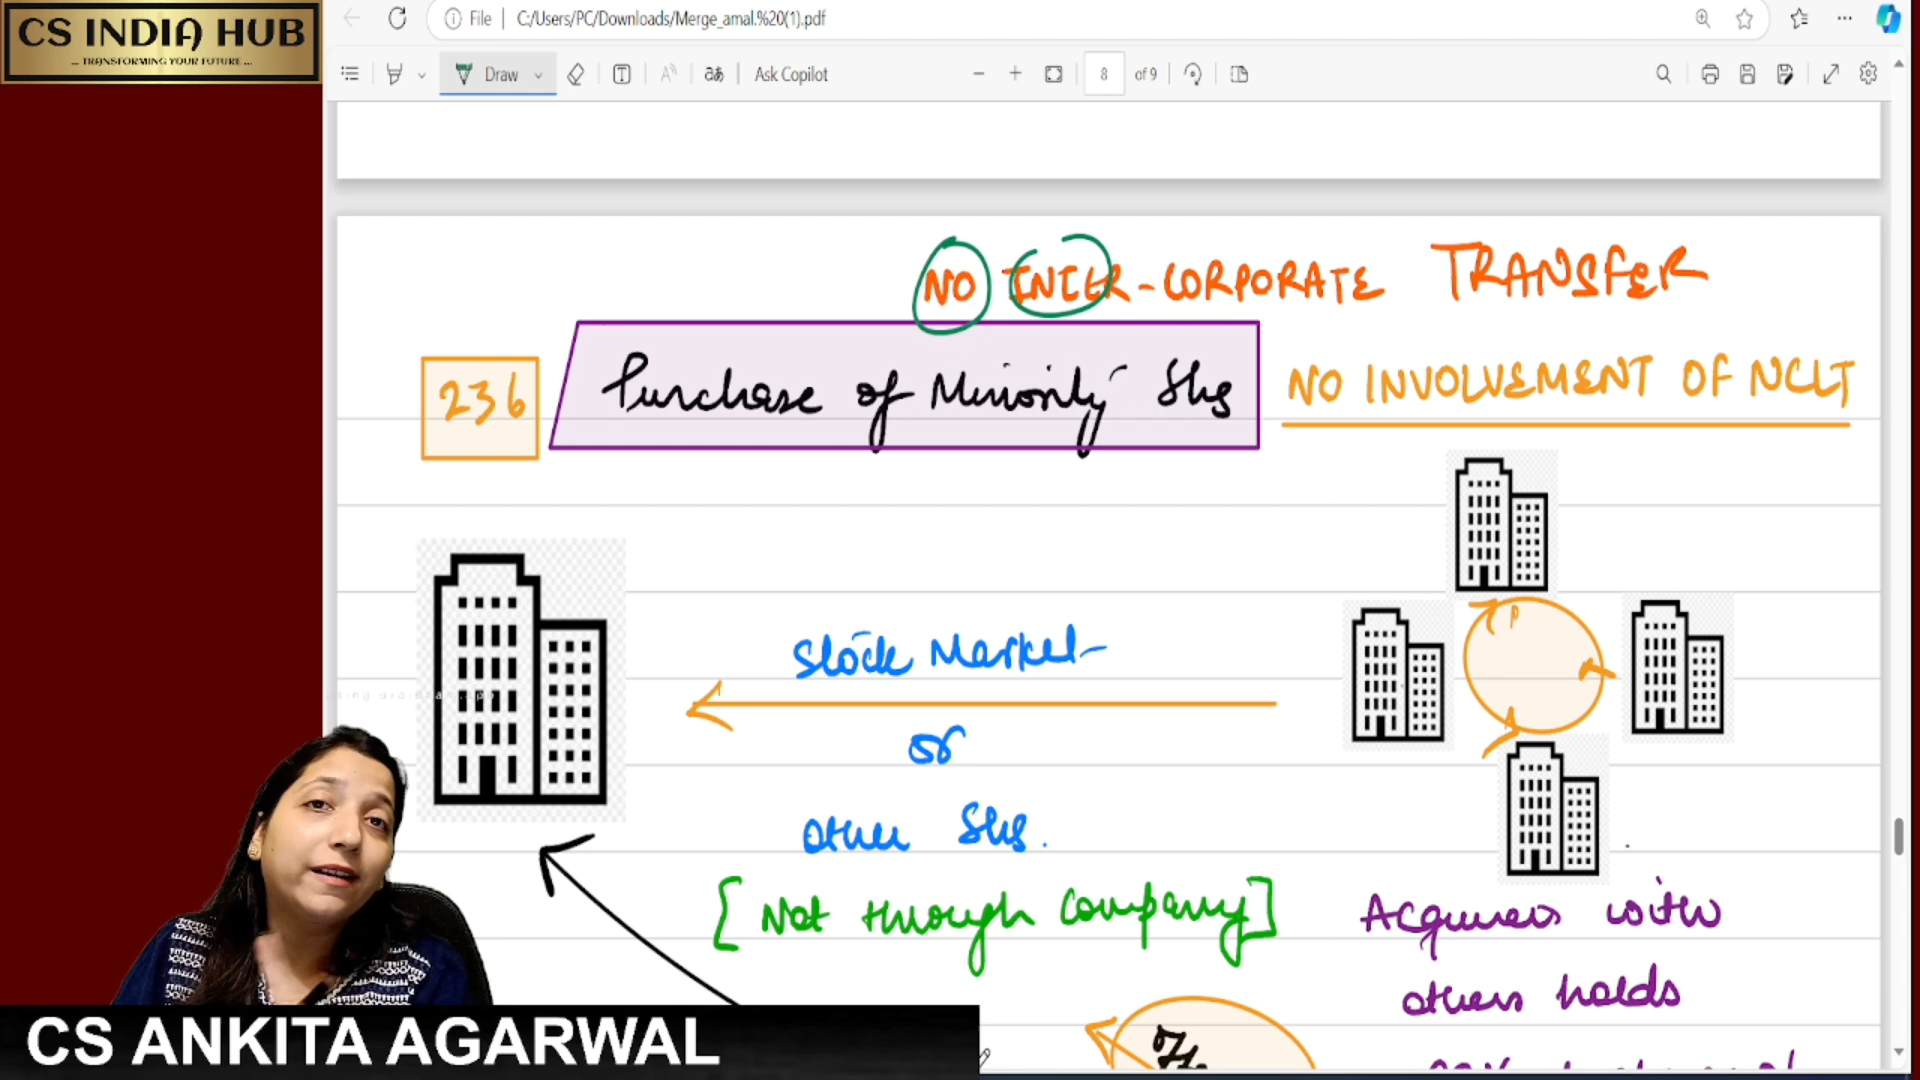 CS INDIA HUB
... TRANSFORMING YOUR FUTURE ...
File | C:/Users/PC/Downloads/Merge_amal.%20(1).pdf
Draw
Ask Copilot
8 of 9
NO INTER-CORPORATE TRANSFER
236
Purchase of Minority Shs
NO INVOLVEMENT OF NCLT
Stock Market
or
other Shs.
[Not through Company]
Acquirers with
others holds
CS ANKITA AGARWAL